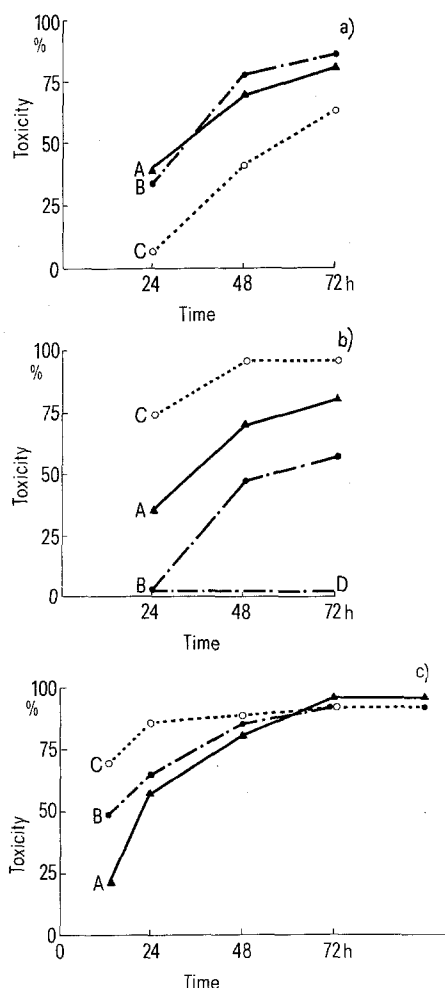 a)
100
%
75
50
25
0
Toxicity
A
B
C
24 48 72 h
Time
b)
100
%
75
50
25
0
Toxicity
C
A
B
D
24 48 72 h
Time
c)
100
%
75
50
25
0
Toxicity
C
B
A
0 24 48 72 h
Time